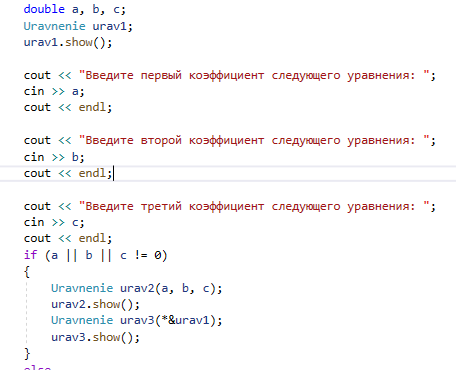 double a, b, c;
Uravnenie urav1;
urav1.show();
cout << "Введите первый коэффициент следующего уравнения: ";
cin >> a;
cout << endl;
cout << "Введите второй коэффициент следующего уравнения: ";
cin >> b;
cout << endl;
cout << "Введите третий коэффициент следующего уравнения: ";
cin >> c;
cout << endl;
if (a || b || c != 0)
{
Uravnenie urav2(a, b, c);
urav2.show();
Uravnenie urav3(*&urav1);
urav3.show();
}
else